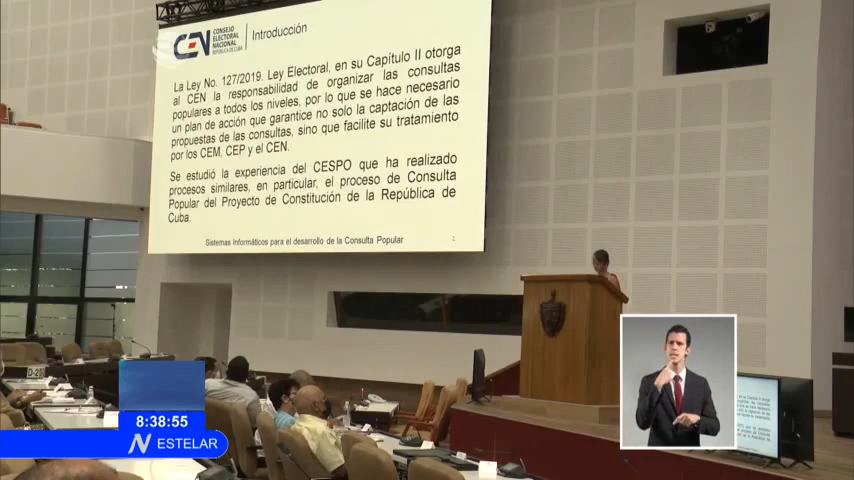 CEN
CONSEJO
ELECTORAL
NACIONAL
REPÚBLICA DE CUBA
Introducción
La Ley No. 127/2019. Ley Electoral, en su Capítulo II otorga
al CEN la responsabilidad de organizar las consultas
populares a todos los niveles, por lo que se hace necesario
un plan de acción que garantice no solo la captación de las
propuestas de las consultas, sino que facilite su tratamiento
por los CEM, CEP y el CEN.
Se estudió la experiencia del CESPO que ha realizado
procesos similares, en particular, el proceso de Consulta
Popular del Proyecto de Constitución de la República de
Cuba.
Sistemas Informáticos para el desarrollo de la Consulta Popular
8:38:55
N ESTELAR